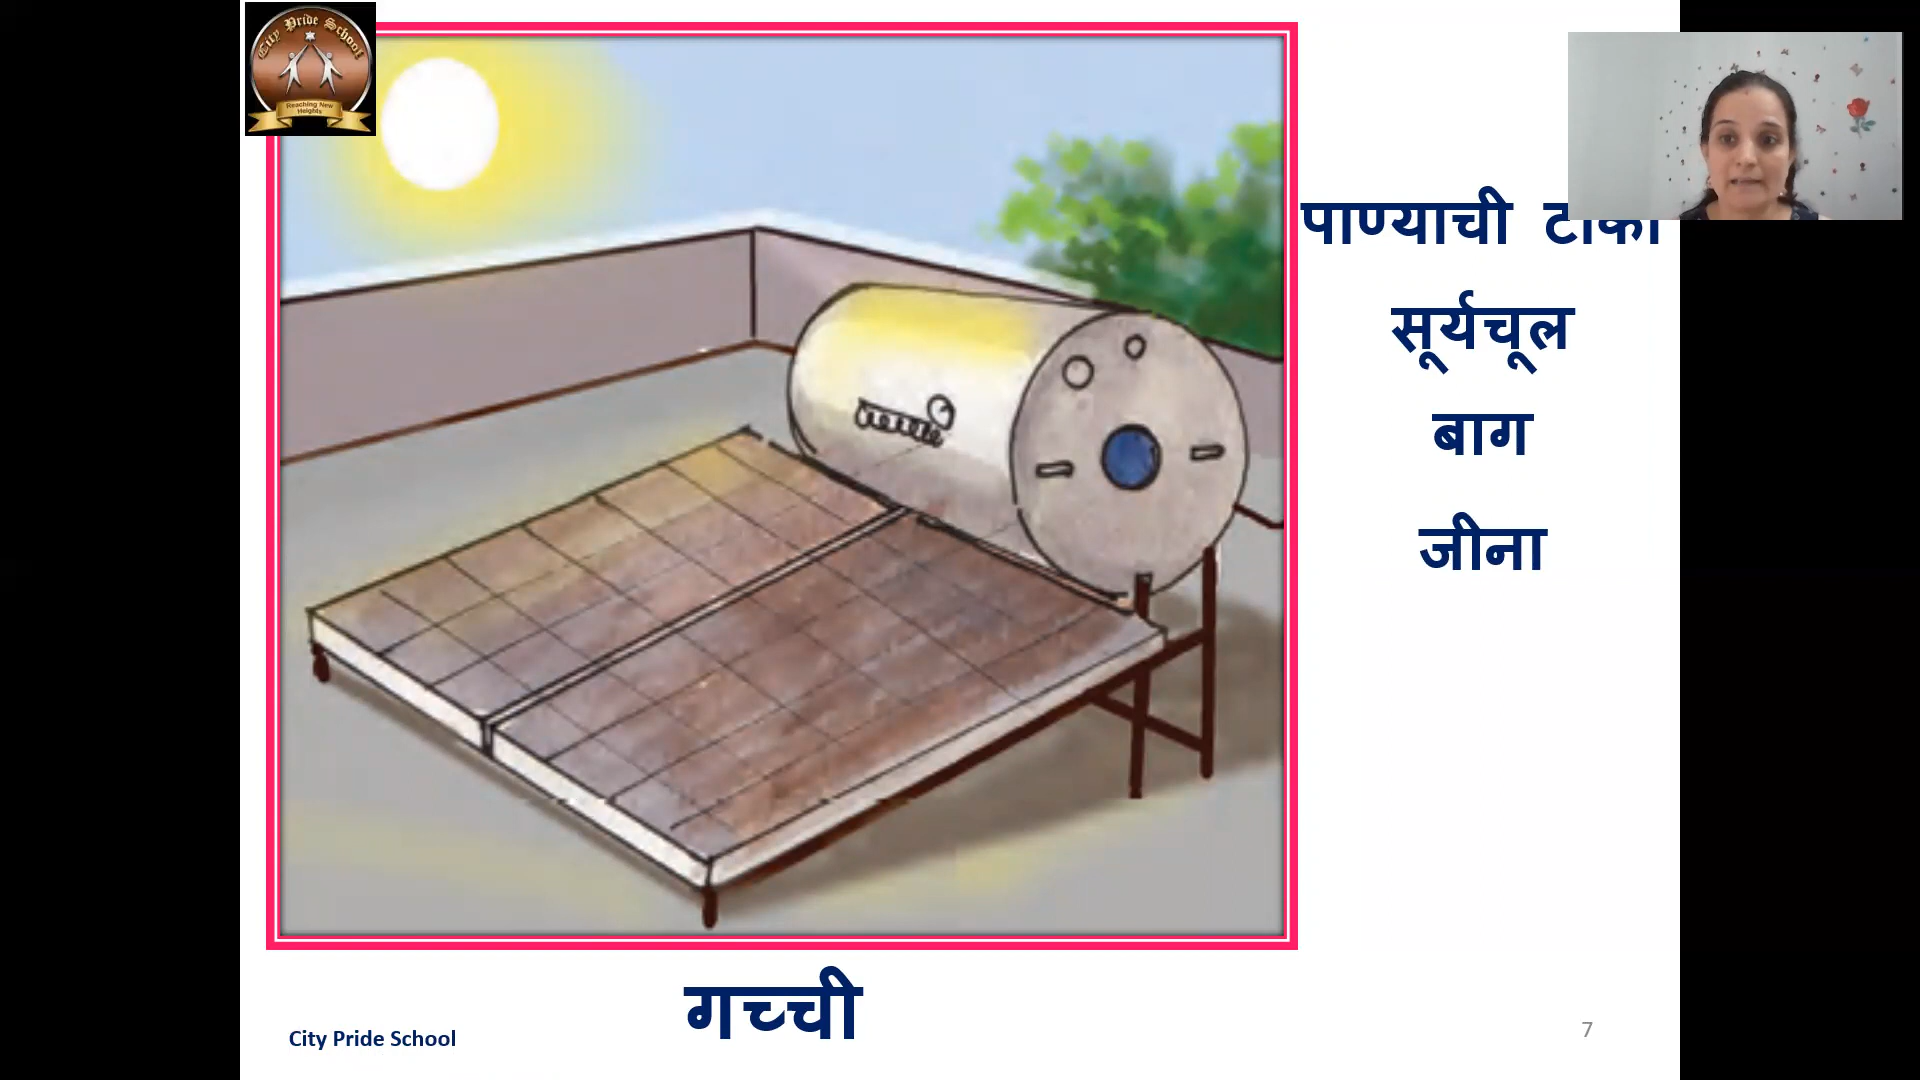 City Pride School
Reaching New
Heights
पाण्याची
सूर्यचूल
बाग
जीना
गच्ची
City Pride School
7